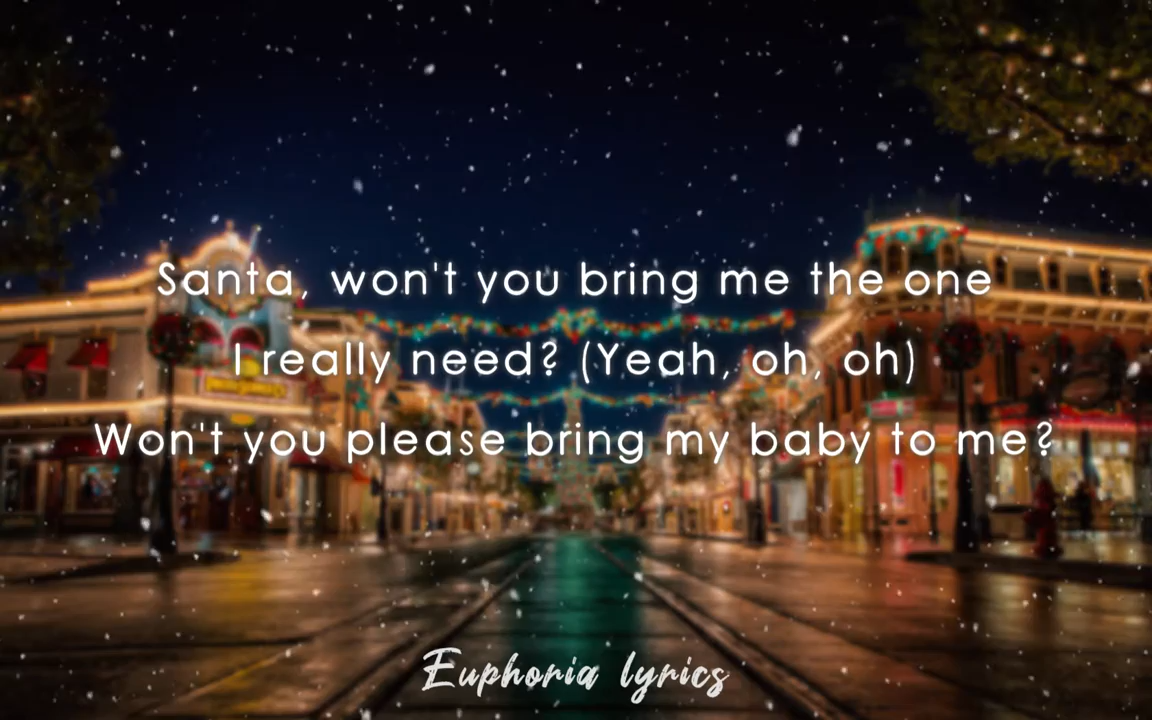 Santa, won't you bring me the one
I really need? (Yeah, oh, oh)
Won't you please bring my baby to me?
Euphoria lyrics